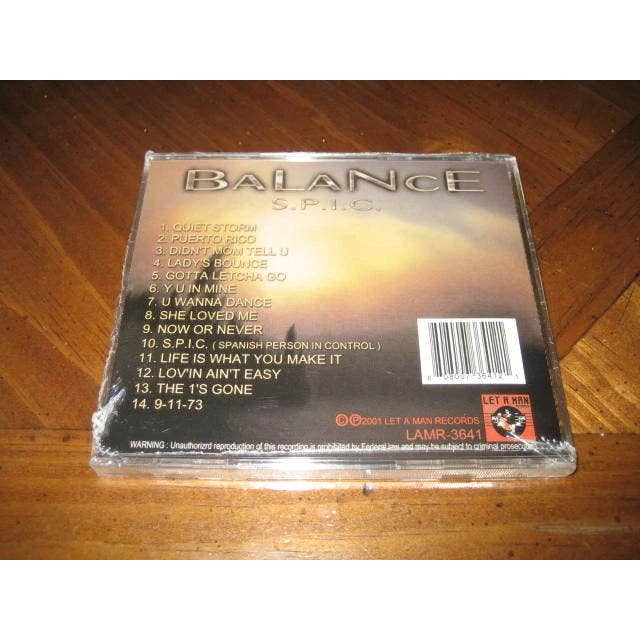 BALANCE
S.P.I.C.
1. QUIET STORM
2. PUERTO RICO
3. DIDN'T MOM TELL U
4. LADY'S BOUNCE
5. GOTTA LETCHA GO
6. Y U IN MINE
7. U WANNA DANCE
8. SHE LOVED ME
9. NOW OR NEVER
10. S.P.I.C. ( SPANISH PERSON IN CONTROL )
11. LIFE IS WHAT YOU MAKE IT
12. LOV'IN AIN'T EASY
13. THE 1'S GONE
14. 9-11-73
LET A MAN
©℗2001 LET A MAN RECORDS
LAMR-3641
WARNING : Unauthorizrd reproduction of this recording is prohibited by Federal law and may be subject to criminal prosecution